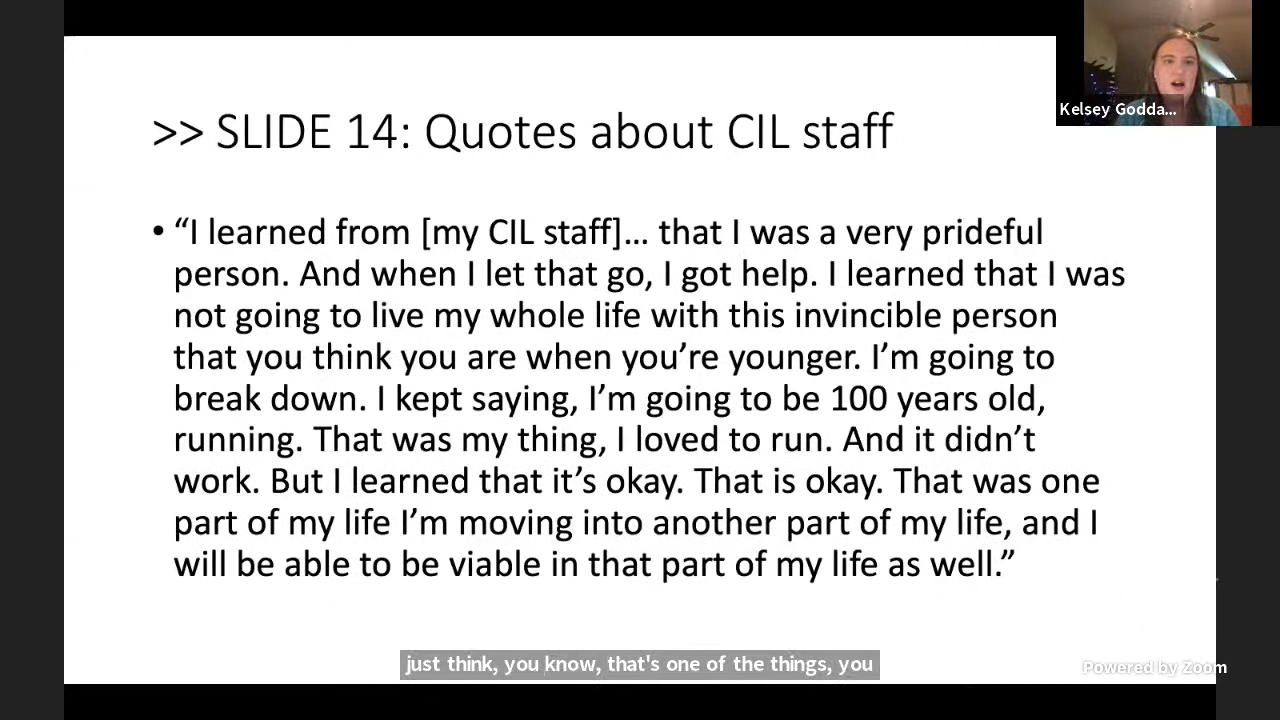 Kelsey Godda...
>> SLIDE 14: Quotes about CIL staff
• “I learned from [my CIL staff]… that I was a very prideful
person. And when I let that go, I got help. I learned that I was
not going to live my whole life with this invincible person
that you think you are when you’re younger. I’m going to
break down. I kept saying, I’m going to be 100 years old,
running. That was my thing, I loved to run. And it didn’t
work. But I learned that it’s okay. That is okay. That was one
part of my life I’m moving into another part of my life, and I
will be able to be viable in that part of my life as well.”
just think, you know, that's one of the things, you
Powered by Zoom